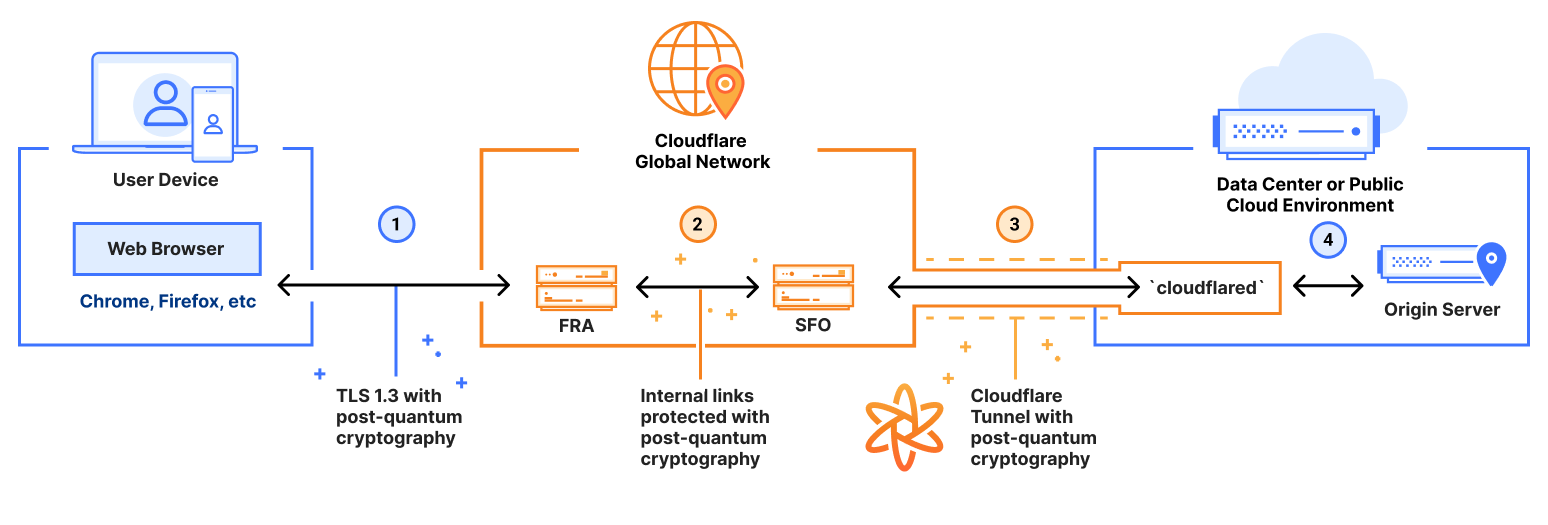 User Device
Web Browser
Chrome, Firefox, etc
1
TLS 1.3 with
post-quantum
cryptography
Cloudflare
Global Network
2
FRA
SFO
Internal links
protected with
post-quantum
cryptography
3
Cloudflare
Tunnel with
post-quantum
cryptography
Data Center or Public
Cloud Environment
4
`cloudflared`
Origin Server